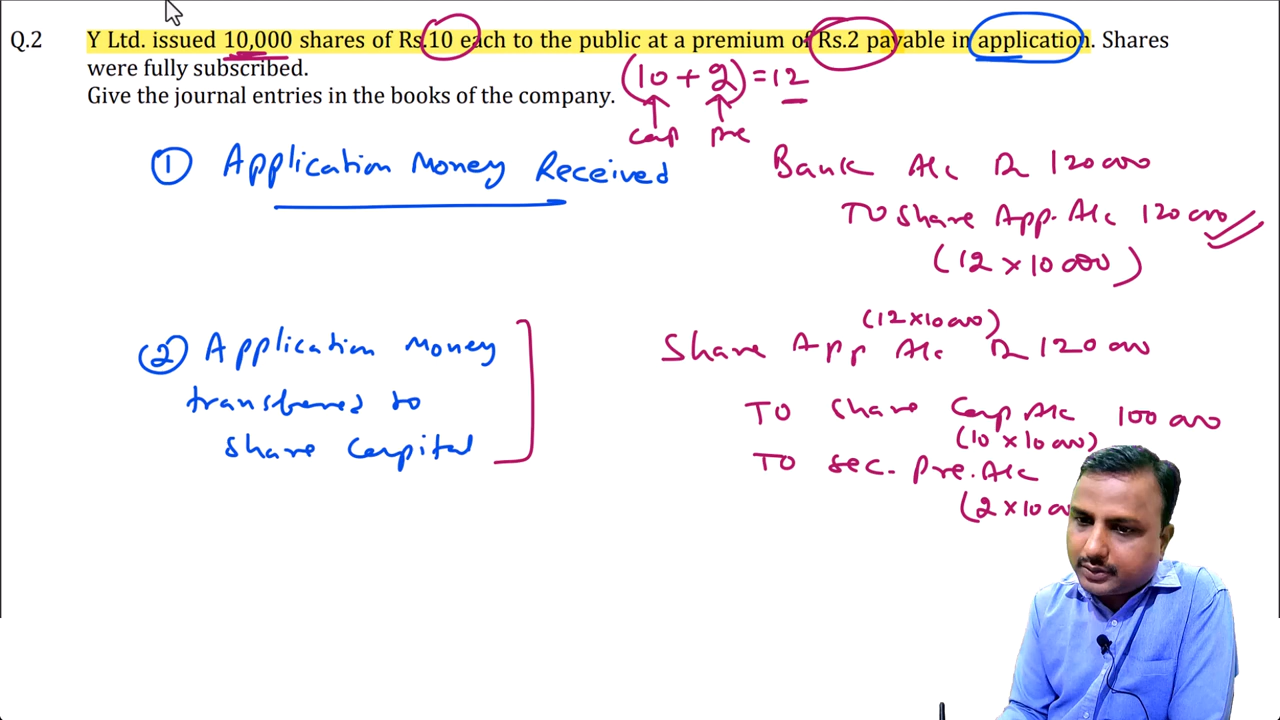 Q.2 Y Ltd. issued 10,000 shares of Rs.10 each to the public at a premium of Rs.2 payable in application. Shares
were fully subscribed.
Give the journal entries in the books of the company.
(10 + 2) = 12
Cap Pre
① Application Money Received
Bank A/c Dr 120000
To Share App. A/c 120000
(12 × 10000)
② Application Money
transferred to
Share Capital
(12×10000)
Share App A/c Dr 120000
To Share Cap A/c 100000
(10 × 10000)
To Sec. Pre. A/c
(2 × 10